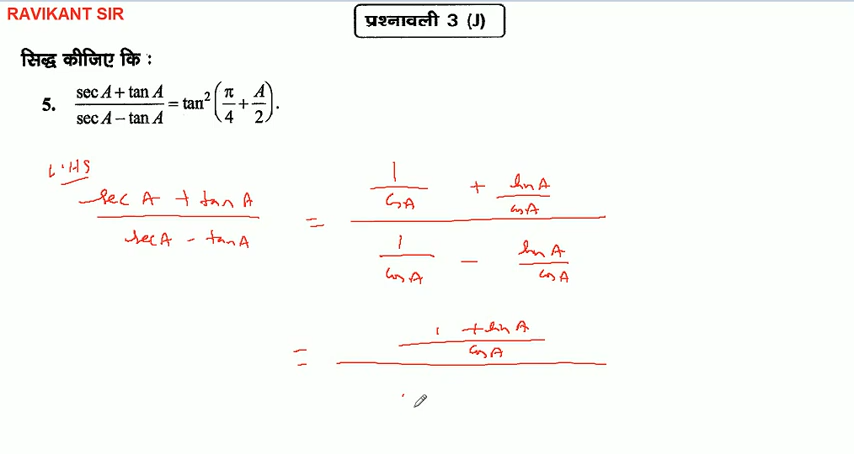 RAVIKANT SIR
प्रश्नावली 3 (J)
सिद्ध कीजिए कि :
5. (sec A + tan A)/(sec A − tan A) = tan² (π/4 + A/2).
L.HS
(sec A + tan A)/(sec A − tan A) = (1/cos A + sin A/cos A)/(1/cos A − sin A/cos A)
= ((1 + sin A)/cos A)/